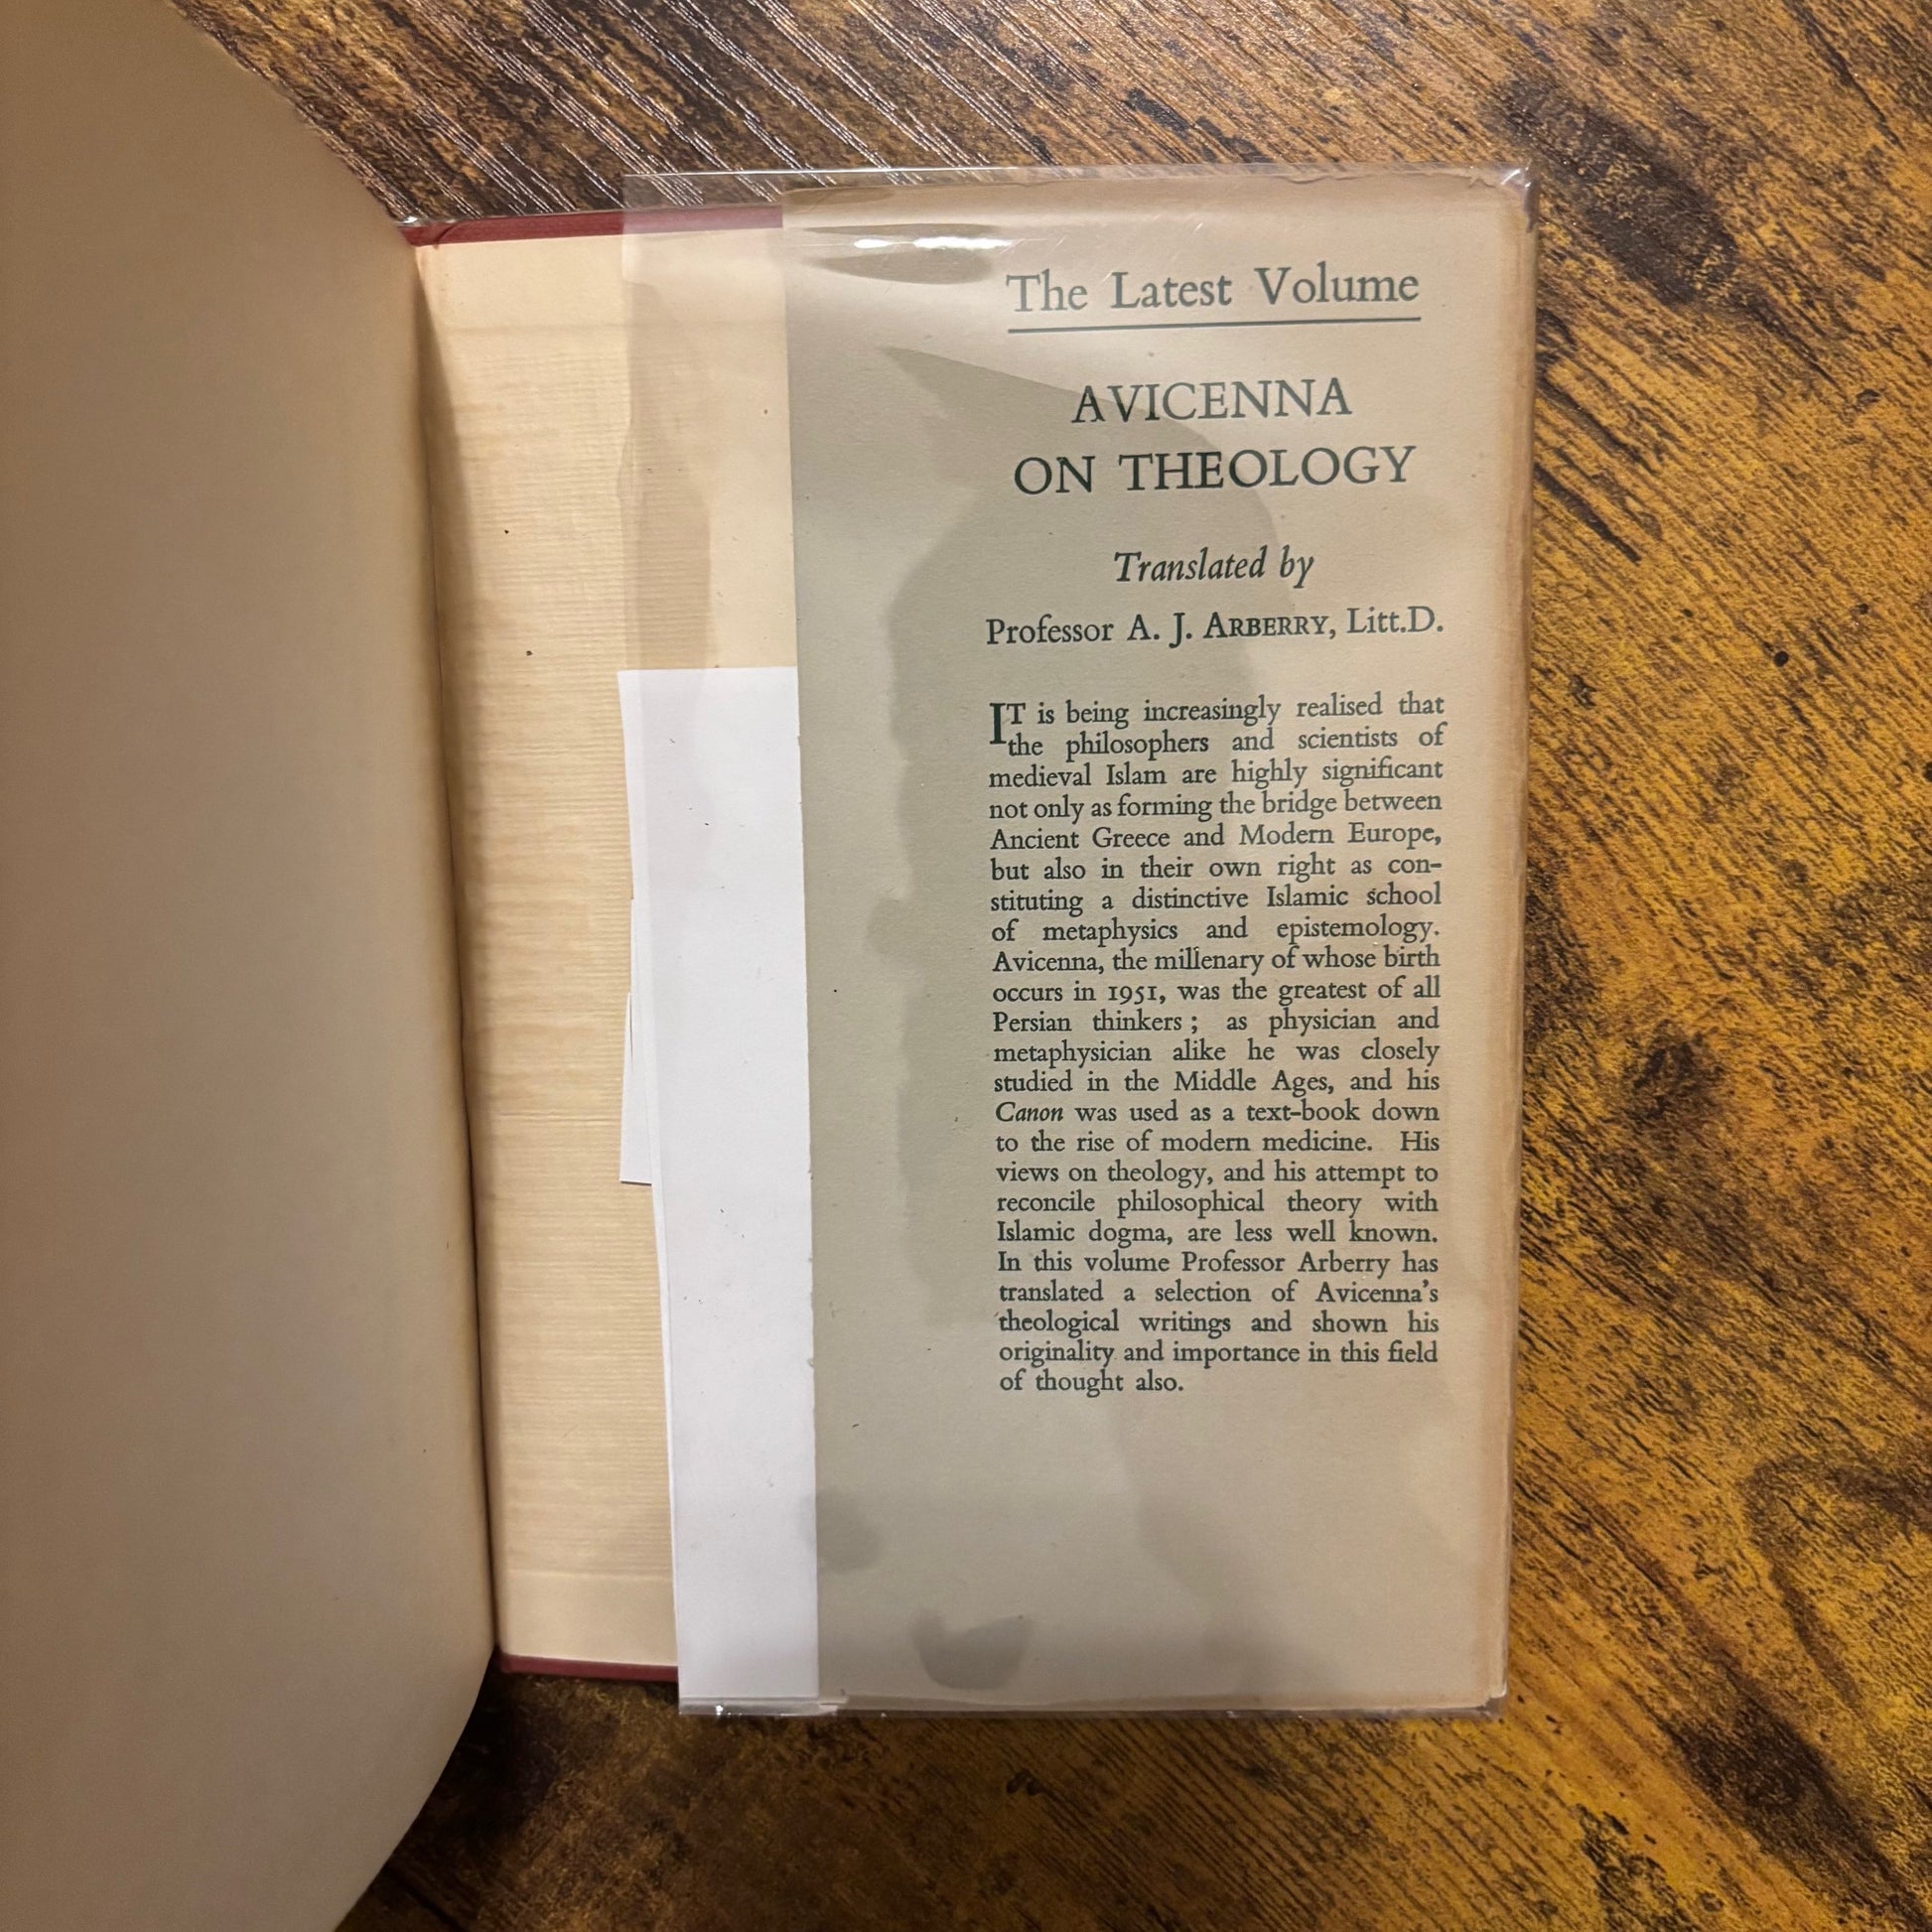 The Latest Volume
AVICENNA
ON THEOLOGY
Translated by
Professor A. J. ARBERRY, Litt.D.
IT is being increasingly realised that
the philosophers and scientists of
medieval Islam are highly significant
not only as forming the bridge between
Ancient Greece and Modern Europe,
but also in their own right as con-
stituting a distinctive Islamic school
of metaphysics and epistemology.
Avicenna, the millenary of whose birth
occurs in 1951, was the greatest of all
Persian thinkers ; as physician and
metaphysician alike he was closely
studied in the Middle Ages, and his
Canon was used as a text-book down
to the rise of modern medicine. His
views on theology, and his attempt to
reconcile philosophical theory with
Islamic dogma, are less well known.
In this volume Professor Arberry has
translated a selection of Avicenna's
theological writings and shown his
originality and importance in this field
of thought also.